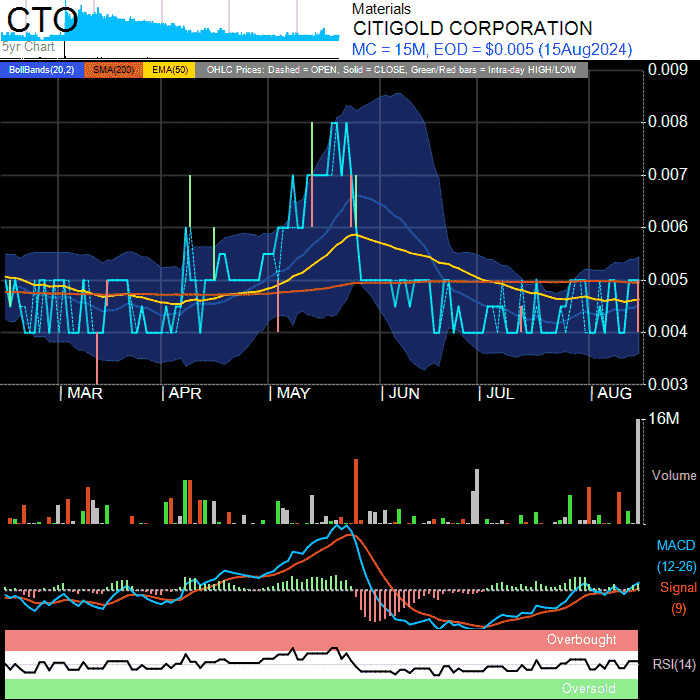 CTO
5yr Chart
Materials
CITIGOLD CORPORATION
MC = 15M, EOD = $0.005 (15Aug2024)
BollBands(20,2) SMA(200) EMA(50) OHLC Prices: Dashed = OPEN, Solid = CLOSE, Green/Red bars = Intra-day HIGH/LOW
0.009
0.008
0.007
0.006
0.005
0.004
0.003
MAR APR MAY JUN JUL AUG
16M
Volume
MACD
(12-26)
Signal
(9)
Overbought
RSI(14)
Oversold